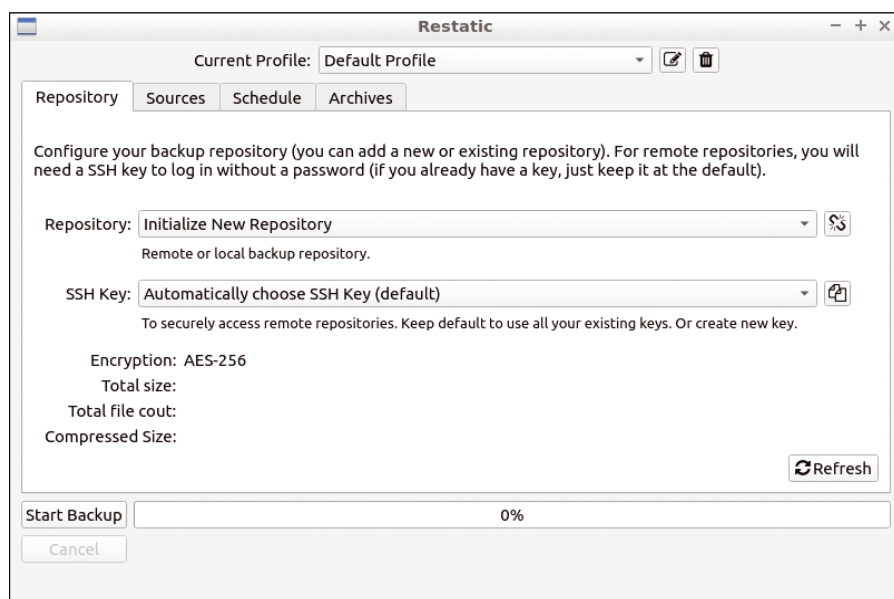 Restatic
Current Profile: Default Profile
Repository Sources Schedule Archives
Configure your backup repository (you can add a new or existing repository). For remote repositories, you will
need a SSH key to log in without a password (if you already have a key, just keep it at the default).
Repository: Initialize New Repository
Remote or local backup repository.
SSH Key: Automatically choose SSH Key (default)
To securely access remote repositories. Keep default to use all your existing keys. Or create new key.
Encryption: AES-256
Total size:
Total file cout:
Compressed Size:
Refresh
Start Backup 0%
Cancel